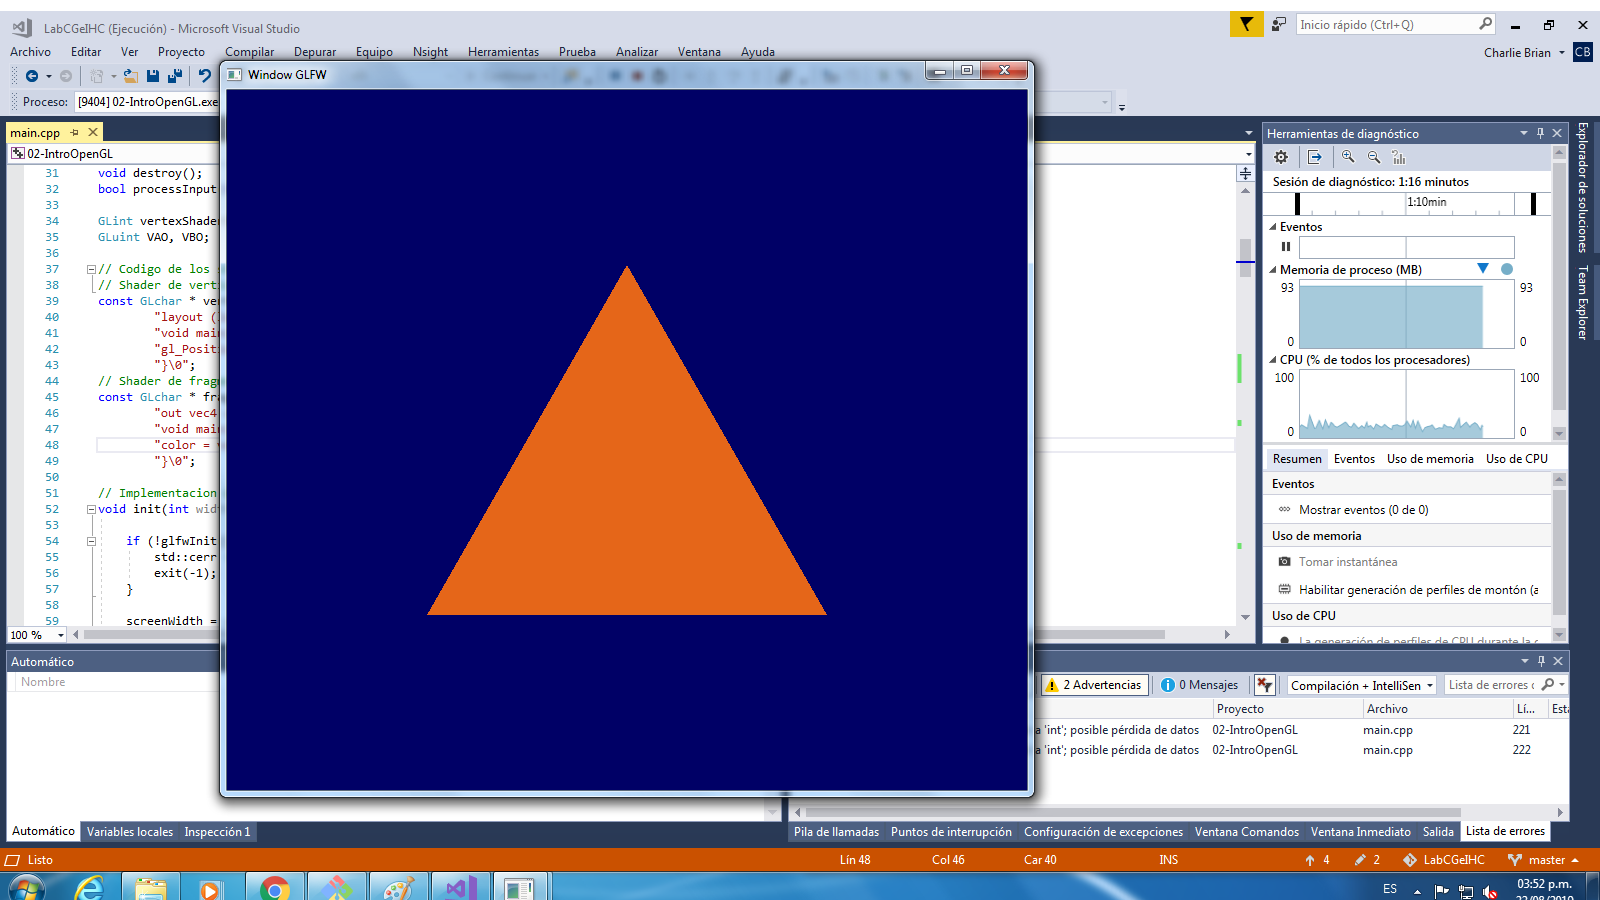 LabCGeIHC (Ejecución) - Microsoft Visual Studio
Inicio rápido (Ctrl+Q)
Archivo Editar Ver Proyecto Compilar Depurar Equipo Nsight Herramientas Prueba Analizar Ventana Ayuda
Charlie Brian CB
Window GLFW
Proceso: [9404] 02-IntroOpenGL.exe
main.cpp
02-IntroOpenGL
31 void destroy();
32 bool processInput
33
34 GLint vertexShader
35 GLuint VAO, VBO;
36
37 // Codigo de los
38 // Shader de vert
39 const GLchar * ve
40 "layout (
41 "void mai
42 "gl_Posit
43 "}\0";
44 // Shader de frag
45 const GLchar * fr
46 "out vec4
47 "void mai
48 "color =
49 "}\0";
50
51 // Implementacion
52 void init(int wid
53
54 if (!glfwInit
55 std::cerr
56 exit(-1);
57 }
58
59 screenWidth =
100 %
Herramientas de diagnóstico
Sesión de diagnóstico: 1:16 minutos
1:10min
Eventos
Memoria de proceso (MB)
93 93
0 0
CPU (% de todos los procesadores)
100 100
0 0
Resumen Eventos Uso de memoria Uso de CPU
Eventos
Mostrar eventos (0 de 0)
Uso de memoria
Tomar instantánea
Habilitar generación de perfiles de montón (a
Uso de CPU
La generación de perfiles de CPU durante la
Explorador de soluciones
Team Explorer
Automático
Nombre
2 Advertencias 0 Mensajes Compilación + IntelliSen Lista de errores
Proyecto Archivo Lí... Esta
a 'int'; posible pérdida de datos 02-IntroOpenGL main.cpp 221
a 'int'; posible pérdida de datos 02-IntroOpenGL main.cpp 222
Automático Variables locales Inspección 1
Pila de llamadas Puntos de interrupción Configuración de excepciones Ventana Comandos Ventana Inmediato Salida Lista de errores
Listo Lín 48 Col 46 Car 40 INS 4 2 LabCGeIHC master
ES 03:52 p.m.